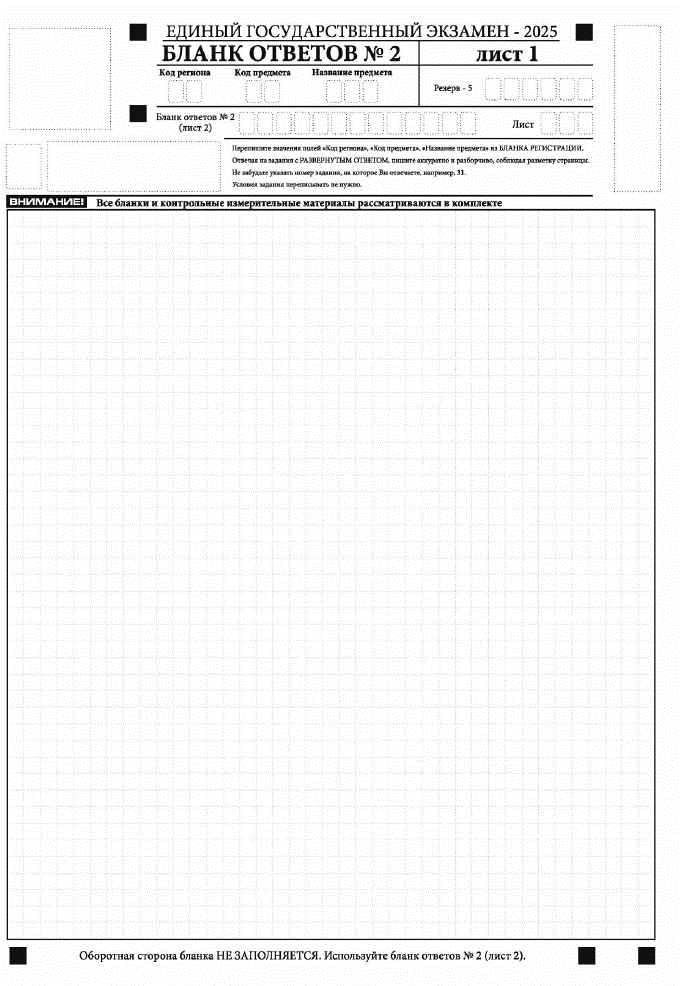 ЕДИНЫЙ ГОСУДАРСТВЕННЫЙ ЭКЗАМЕН - 2025
БЛАНК ОТВЕТОВ № 2
лист 1
Код региона Код предмета Название предмета
Резерв - 5
Бланк ответов № 2
(лист 2)
Лист
Перепишите значения полей «Код региона», «Код предмета», «Название предмета» из БЛАНКА РЕГИСТРАЦИИ.
Отвечая на задания с РАЗВЕРНУТЫМ ОТВЕТОМ, пишите аккуратно и разборчиво, соблюдая разметку страницы.
Не забудьте указать номер задания, на которое Вы отвечаете, например, 31.
Условия задания переписывать не нужно.
ВНИМАНИЕ! Все бланки и контрольные измерительные материалы рассматриваются в комплекте
Оборотная сторона бланка НЕ ЗАПОЛНЯЕТСЯ. Используйте бланк ответов № 2 (лист 2).